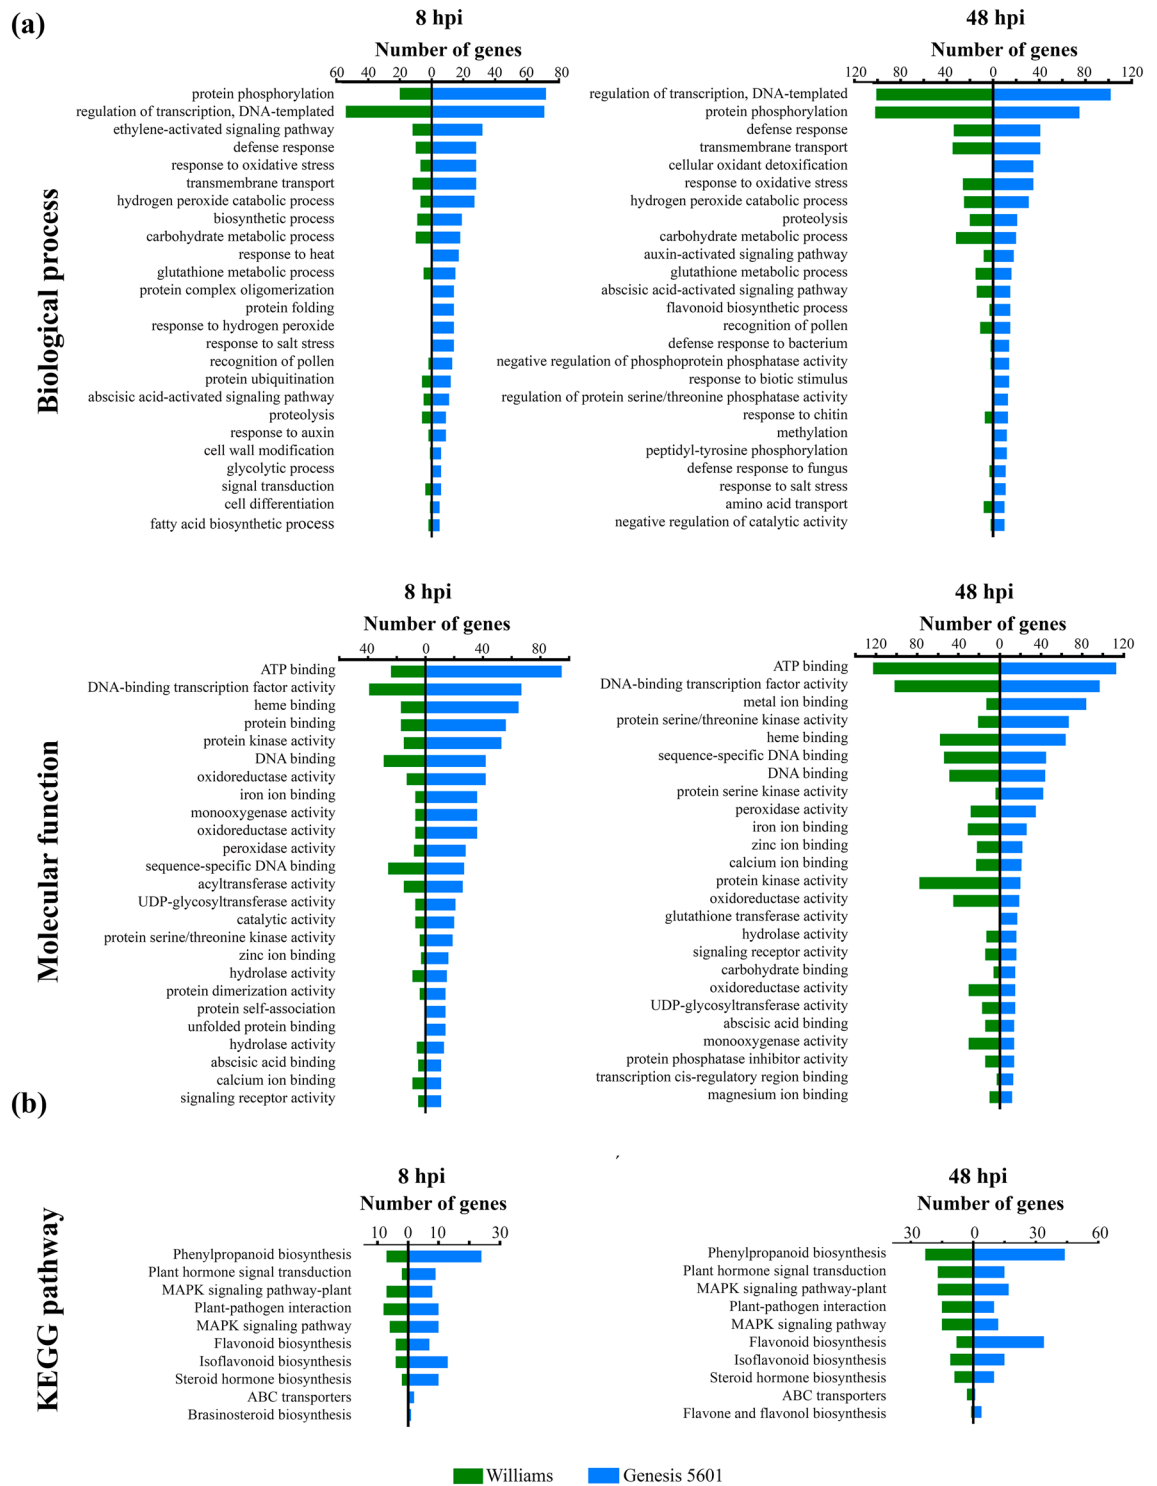 (a)
8 hpi
Number of genes
60 40 20 0 20 40 60 80
Biological process
protein phosphorylation
regulation of transcription, DNA-templated
ethylene-activated signaling pathway
defense response
response to oxidative stress
transmembrane transport
hydrogen peroxide catabolic process
biosynthetic process
carbohydrate metabolic process
response to heat
glutathione metabolic process
protein complex oligomerization
protein folding
response to hydrogen peroxide
response to salt stress
recognition of pollen
protein ubiquitination
abscisic acid-activated signaling pathway
proteolysis
response to auxin
cell wall modification
glycolytic process
signal transduction
cell differentiation
fatty acid biosynthetic process
48 hpi
Number of genes
120 80 40 0 40 80 120
regulation of transcription, DNA-templated
protein phosphorylation
defense response
transmembrane transport
cellular oxidant detoxification
response to oxidative stress
hydrogen peroxide catabolic process
proteolysis
carbohydrate metabolic process
auxin-activated signaling pathway
glutathione metabolic process
abscisic acid-activated signaling pathway
flavonoid biosynthetic process
recognition of pollen
defense response to bacterium
negative regulation of phosphoprotein phosphatase activity
response to biotic stimulus
regulation of protein serine/threonine phosphatase activity
response to chitin
methylation
peptidyl-tyrosine phosphorylation
defense response to fungus
response to salt stress
amino acid transport
negative regulation of catalytic activity
8 hpi
Number of genes
40 0 40 80
Molecular function
ATP binding
DNA-binding transcription factor activity
heme binding
protein binding
protein kinase activity
DNA binding
oxidoreductase activity
iron ion binding
monooxygenase activity
oxidoreductase activity
peroxidase activity
sequence-specific DNA binding
acyltransferase activity
UDP-glycosyltransferase activity
catalytic activity
protein serine/threonine kinase activity
zinc ion binding
hydrolase activity
protein dimerization activity
protein self-association
unfolded protein binding
hydrolase activity
abscisic acid binding
calcium ion binding
signaling receptor activity
48 hpi
Number of genes
120 80 40 0 40 80 120
ATP binding
DNA-binding transcription factor activity
metal ion binding
protein serine/threonine kinase activity
heme binding
sequence-specific DNA binding
DNA binding
protein serine kinase activity
peroxidase activity
iron ion binding
zinc ion binding
calcium ion binding
protein kinase activity
oxidoreductase activity
glutathione transferase activity
hydrolase activity
signaling receptor activity
carbohydrate binding
oxidoreductase activity
UDP-glycosyltransferase activity
abscisic acid binding
monooxygenase activity
protein phosphatase inhibitor activity
transcription cis-regulatory region binding
magnesium ion binding
(b)
8 hpi
Number of genes
10 0 10 30
KEGG pathway
Phenylpropanoid biosynthesis
Plant hormone signal transduction
MAPK signaling pathway-plant
Plant-pathogen interaction
MAPK signaling pathway
Flavonoid biosynthesis
Isoflavonoid biosynthesis
Steroid hormone biosynthesis
ABC transporters
Brasinosteroid biosynthesis
48 hpi
Number of genes
30 0 30 60
Phenylpropanoid biosynthesis
Plant hormone signal transduction
MAPK signaling pathway-plant
Plant-pathogen interaction
MAPK signaling pathway
Flavonoid biosynthesis
Isoflavonoid biosynthesis
Steroid hormone biosynthesis
ABC transporters
Flavone and flavonol biosynthesis
Williams
Genesis 5601